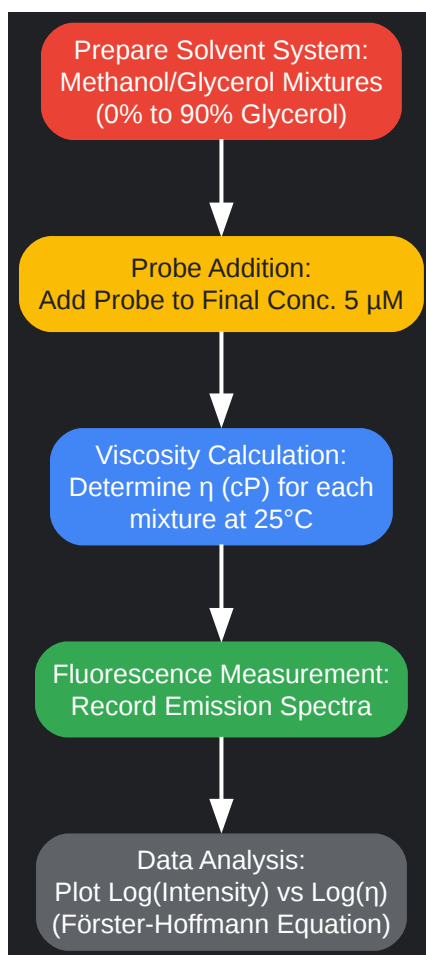 Prepare Solvent System:
Methanol/Glycerol Mixtures
(0% to 90% Glycerol)
Probe Addition:
Add Probe to Final Conc. 5 µM
Viscosity Calculation:
Determine η (cP) for each
mixture at 25°C
Fluorescence Measurement:
Record Emission Spectra
Data Analysis:
Plot Log(Intensity) vs Log(η)
(Förster-Hoffmann Equation)